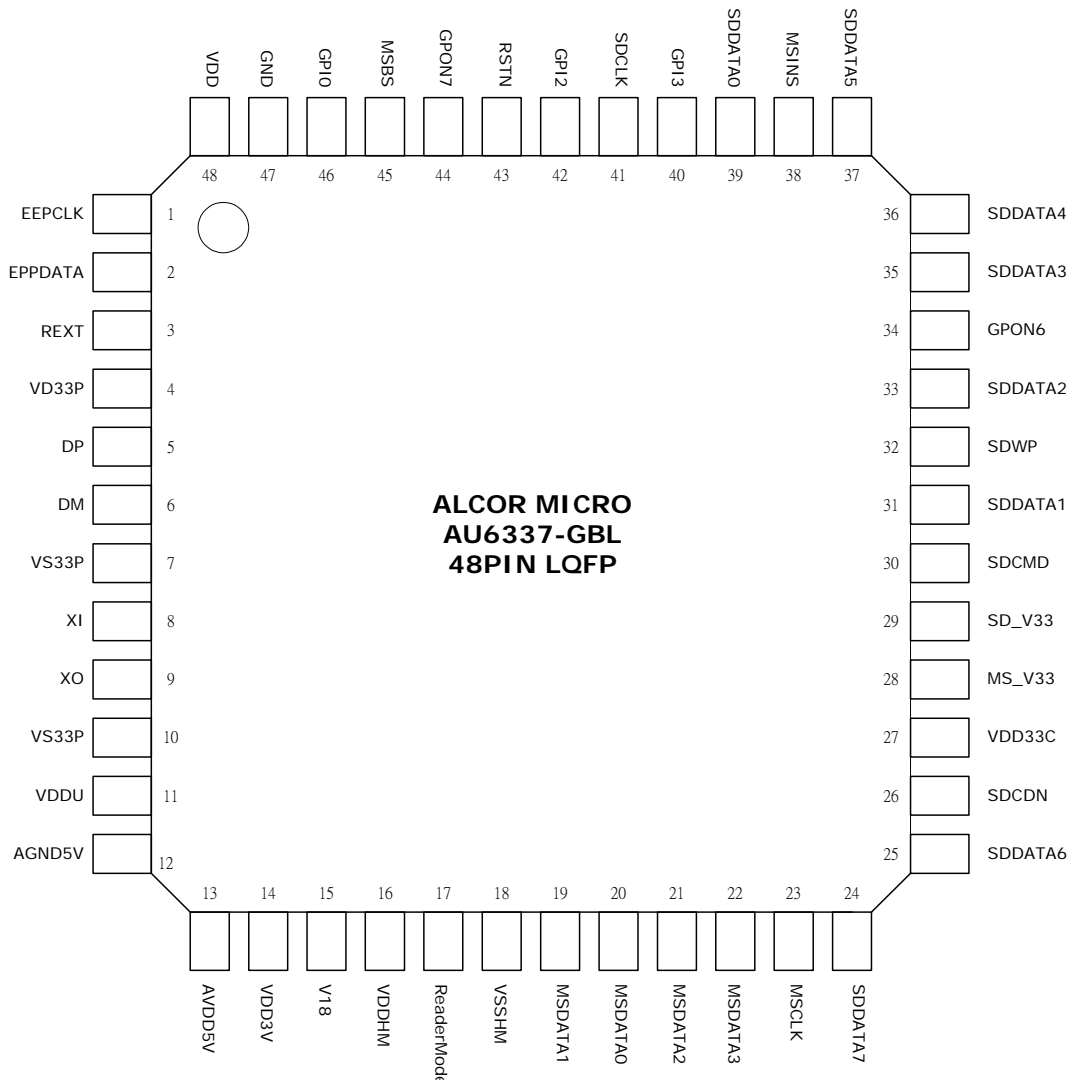 VDD
GND
GPI0
MSBS
GPON7
RSTN
GPI2
SDCLK
GPI3
SDDATA0
MSINS
SDDATA5
48 47 46 45 44 43 42 41 40 39 38 37
EEPCLK 1
EPPDATA 2
REXT 3
VD33P 4
DP 5
DM 6
VS33P 7
XI 8
XO 9
VS33P 10
VDDU 11
AGND5V 12
ALCOR MICRO
AU6337-GBL
48PIN LQFP
36 SDDATA4
35 SDDATA3
34 GPON6
33 SDDATA2
32 SDWP
31 SDDATA1
30 SDCMD
29 SD_V33
28 MS_V33
27 VDD33C
26 SDCDN
25 SDDATA6
13 14 15 16 17 18 19 20 21 22 23 24
AVDD5V
VDD3V
V18
VDDHM
ReaderMode
VSSHM
MSDATA1
MSDATA0
MSDATA2
MSDATA3
MSCLK
SDDATA7